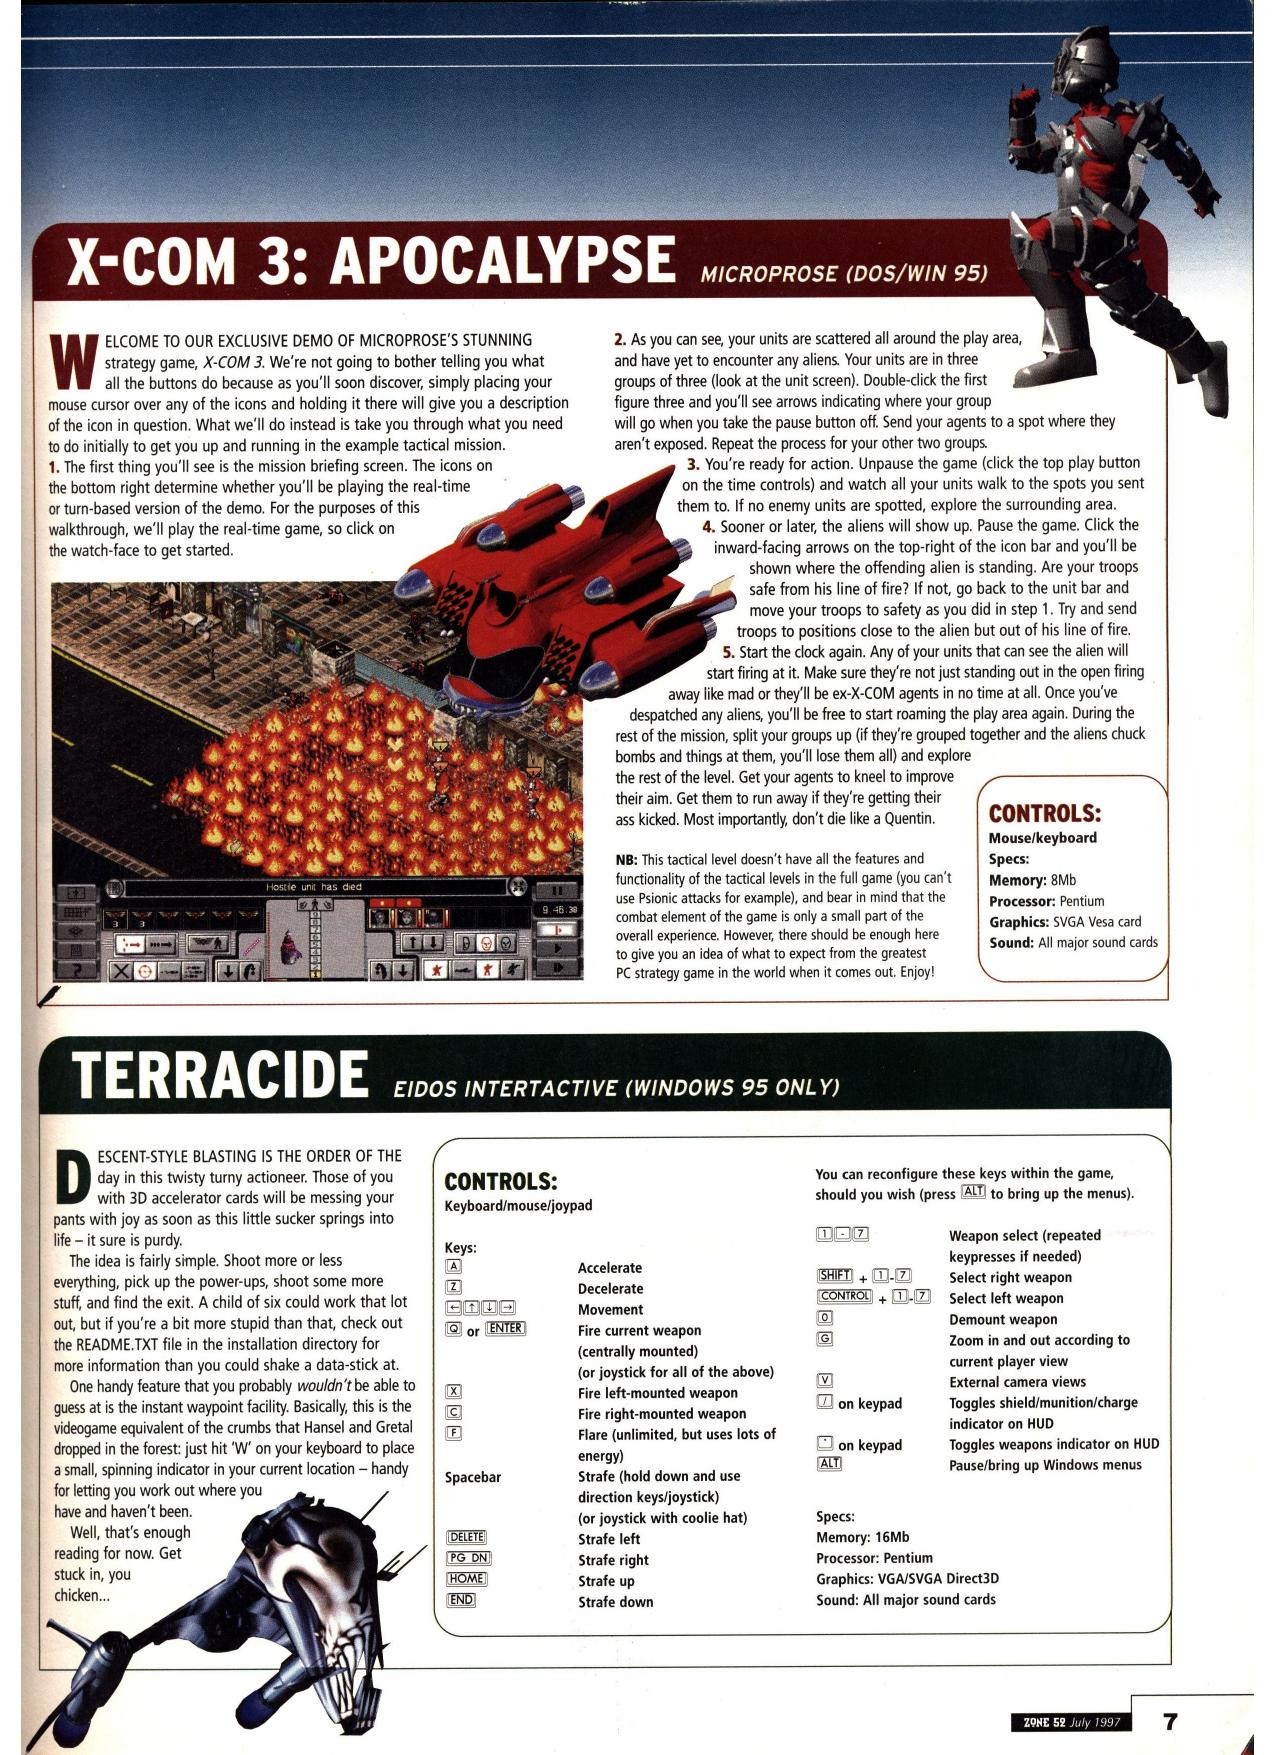 X-COM 3: APOCALYPSE MICROPROSE (DOS/WIN 95)
WELCOME TO OUR EXCLUSIVE DEMO OF MICROPROSE'S STUNNING
strategy game, X-COM 3. We're not going to bother telling you what
all the buttons do because as you'll soon discover, simply placing your
mouse cursor over any of the icons and holding it there will give you a description
of the icon in question. What we'll do instead is take you through what you need
to do initially to get you up and running in the example tactical mission.
1. The first thing you'll see is the mission briefing screen. The icons on
the bottom right determine whether you'll be playing the real-time
or turn-based version of the demo. For the purposes of this
walkthrough, we'll play the real-time game, so click on
the watch-face to get started.
Hostile unit has died
3 3 3
9:46:38
2. As you can see, your units are scattered all around the play area,
and have yet to encounter any aliens. Your units are in three
groups of three (look at the unit screen). Double-click the first
figure three and you'll see arrows indicating where your group
will go when you take the pause button off. Send your agents to a spot where they
aren't exposed. Repeat the process for your other two groups.
3. You're ready for action. Unpause the game (click the top play button
on the time controls) and watch all your units walk to the spots you sent
them to. If no enemy units are spotted, explore the surrounding area.
4. Sooner or later, the aliens will show up. Pause the game. Click the
inward-facing arrows on the top-right of the icon bar and you'll be
shown where the offending alien is standing. Are your troops
safe from his line of fire? If not, go back to the unit bar and
move your troops to safety as you did in step 1. Try and send
troops to positions close to the alien but out of his line of fire.
5. Start the clock again. Any of your units that can see the alien will
start firing at it. Make sure they're not just standing out in the open firing
away like mad or they'll be ex-X-COM agents in no time at all. Once you've
despatched any aliens, you'll be free to start roaming the play area again. During the
rest of the mission, split your groups up (if they're grouped together and the aliens chuck
bombs and things at them, you'll lose them all) and explore
the rest of the level. Get your agents to kneel to improve
their aim. Get them to run away if they're getting their
ass kicked. Most importantly, don't die like a Quentin.
NB: This tactical level doesn't have all the features and
functionality of the tactical levels in the full game (you can't
use Psionic attacks for example), and bear in mind that the
combat element of the game is only a small part of the
overall experience. However, there should be enough here
to give you an idea of what to expect from the greatest
PC strategy game in the world when it comes out. Enjoy!
CONTROLS:
Mouse/keyboard
Specs:
Memory: 8Mb
Processor: Pentium
Graphics: SVGA Vesa card
Sound: All major sound cards
TERRACIDE EIDOS INTERTACTIVE (WINDOWS 95 ONLY)
DESCENT-STYLE BLASTING IS THE ORDER OF THE
day in this twisty turny actioneer. Those of you
with 3D accelerator cards will be messing your
pants with joy as soon as this little sucker springs into
life – it sure is purdy.
The idea is fairly simple. Shoot more or less
everything, pick up the power-ups, shoot some more
stuff, and find the exit. A child of six could work that lot
out, but if you're a bit more stupid than that, check out
the README.TXT file in the installation directory for
more information than you could shake a data-stick at.
One handy feature that you probably wouldn't be able to
guess at is the instant waypoint facility. Basically, this is the
videogame equivalent of the crumbs that Hansel and Gretal
dropped in the forest: just hit 'W' on your keyboard to place
a small, spinning indicator in your current location – handy
for letting you work out where you
have and haven't been.
Well, that's enough
reading for now. Get
stuck in, you
chicken...
CONTROLS:
Keyboard/mouse/joypad
Keys:
A Accelerate
Z Decelerate
←↑↓→ Movement
Q or ENTER Fire current weapon
(centrally mounted)
(or joystick for all of the above)
X Fire left-mounted weapon
C Fire right-mounted weapon
F Flare (unlimited, but uses lots of
energy)
Spacebar Strafe (hold down and use
direction keys/joystick)
(or joystick with coolie hat)
DELETE Strafe left
PG DN Strafe right
HOME Strafe up
END Strafe down
You can reconfigure these keys within the game,
should you wish (press ALT to bring up the menus).
1 - 7 Weapon select (repeated
keypresses if needed)
SHIFT + 1-7 Select right weapon
CONTROL + 1-7 Select left weapon
0 Demount weapon
G Zoom in and out according to
current player view
V External camera views
/ on keypad Toggles shield/munition/charge
indicator on HUD
· on keypad Toggles weapons indicator on HUD
ALT Pause/bring up Windows menus
Specs:
Memory: 16Mb
Processor: Pentium
Graphics: VGA/SVGA Direct3D
Sound: All major sound cards
ZONE 52 July 1997 7